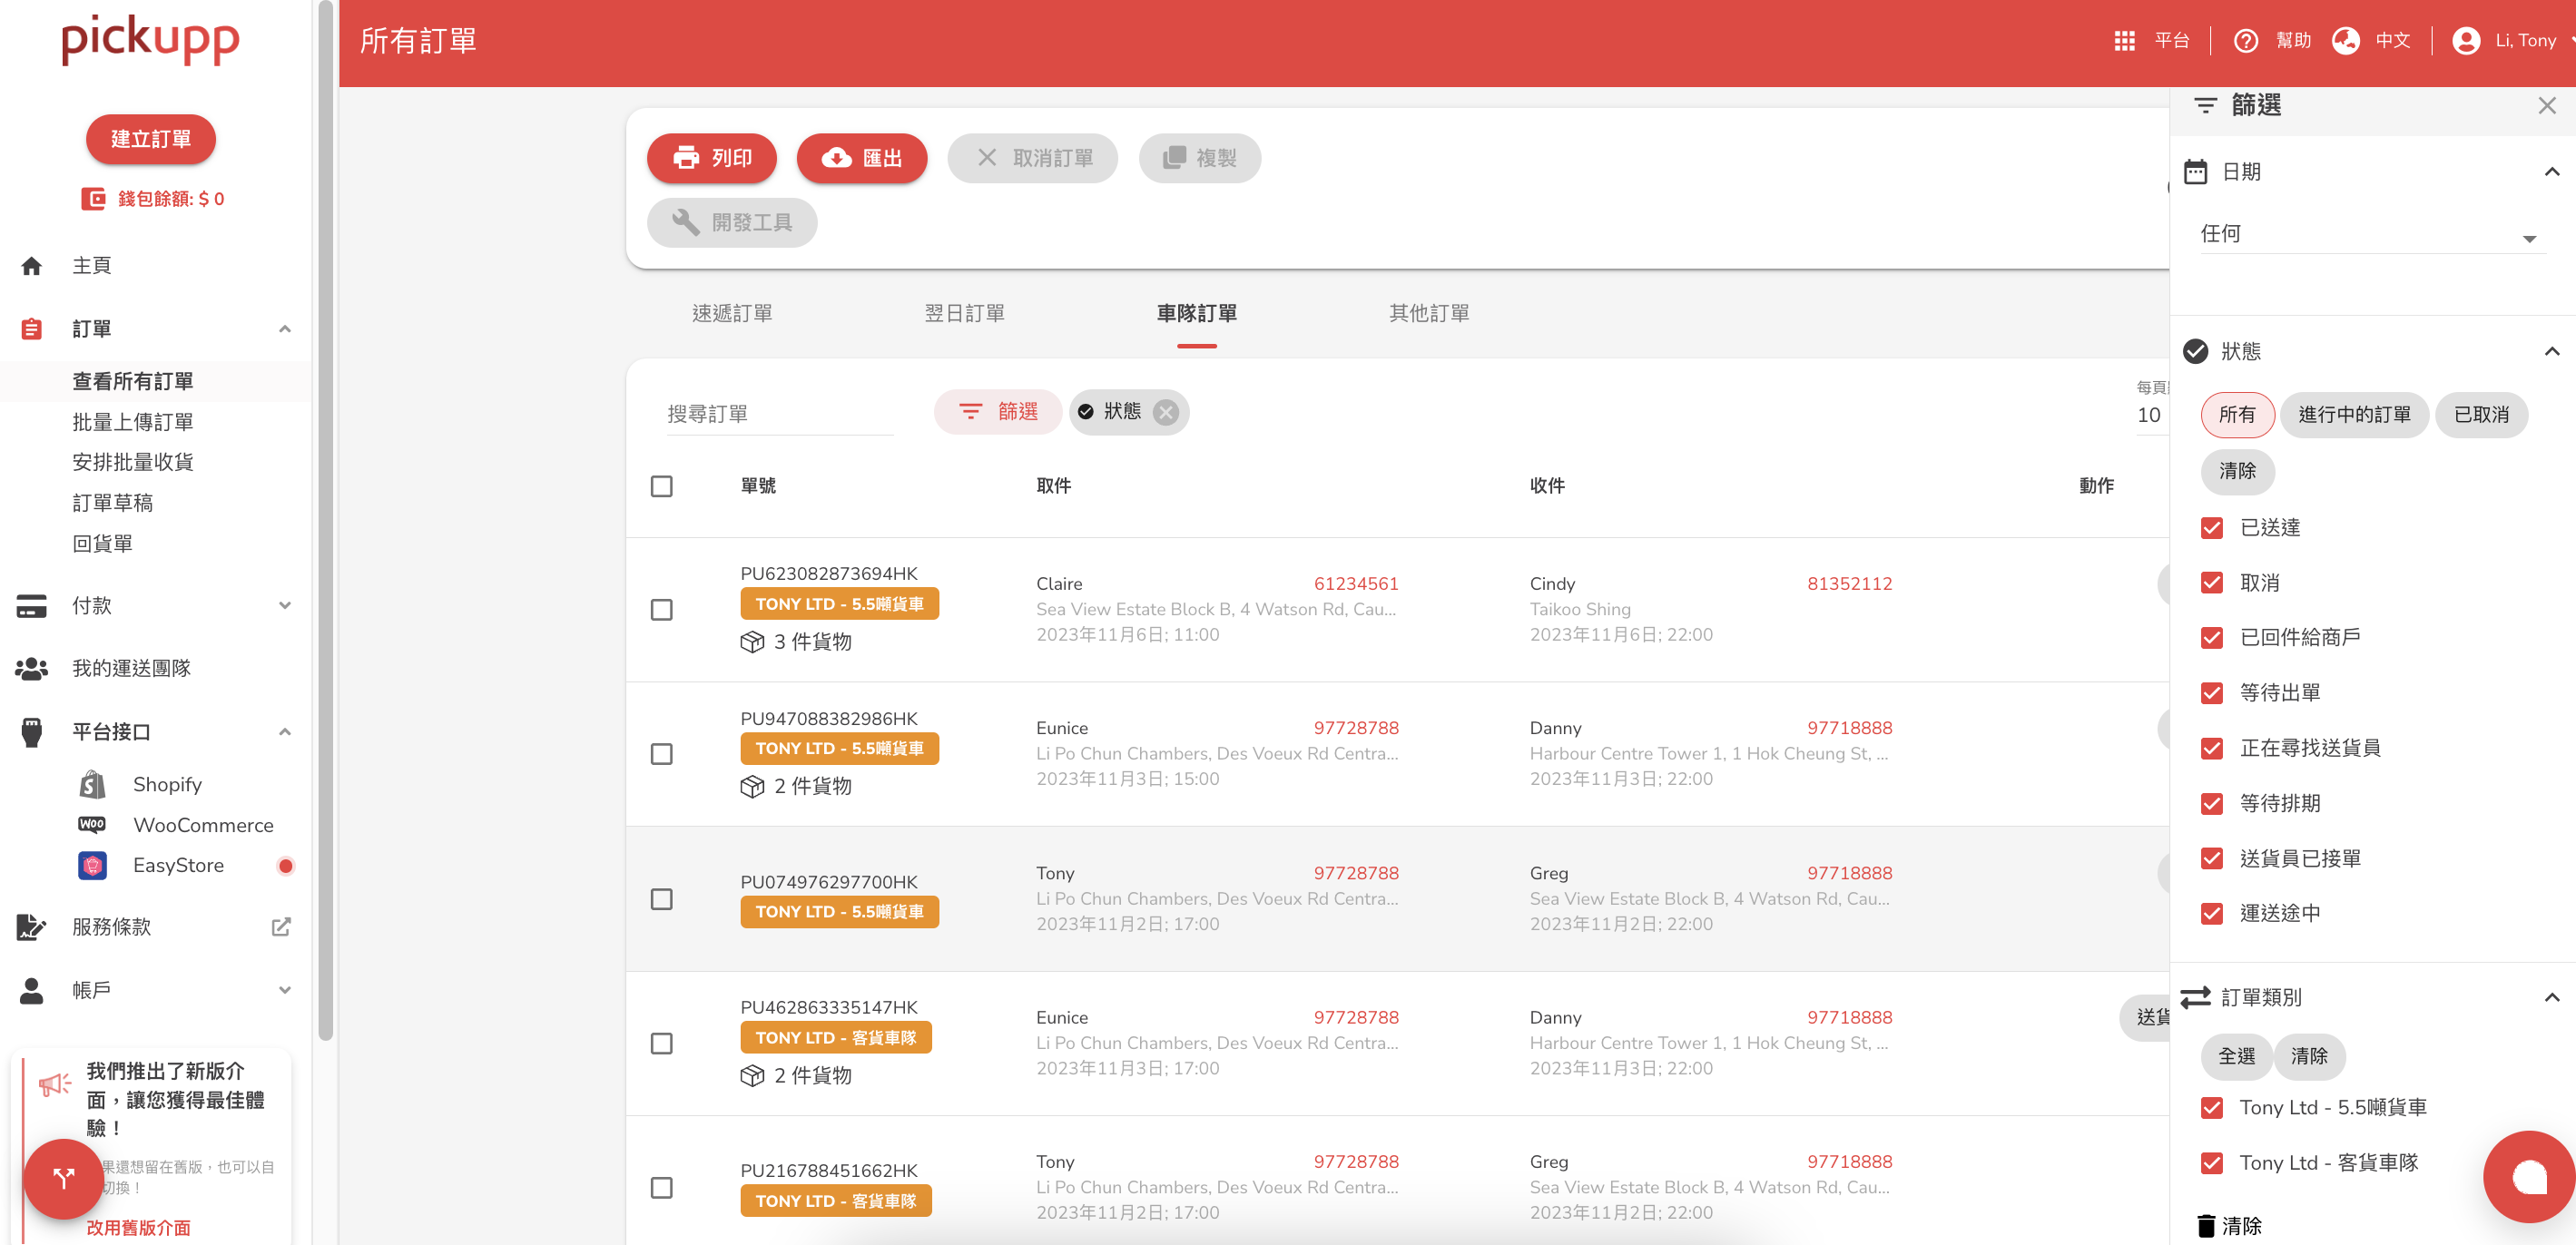 pickupp
所有訂單
平台
幫助
中文
Li, Tony
建立訂單
錢包餘額: $ 0
主頁
訂單
查看所有訂單
批量上傳訂單
安排批量收貨
訂單草稿
回貨單
付款
我的運送團隊
平台接口
Shopify
WooCommerce
EasyStore
服務條款
帳戶
我們推出了新版介
面，讓您獲得最佳體
驗！
果還想留在舊版，也可以自
切換！
改用舊版介面
列印
匯出
取消訂單
複製
開發工具
速遞訂單
翌日訂單
車隊訂單
其他訂單
搜尋訂單
篩選
狀態
每頁
10
單號
取件
收件
動作
PU623082873694HK
TONY LTD - 5.5噸貨車
3 件貨物
Claire 61234561
Sea View Estate Block B, 4 Watson Rd, Cau...
2023年11月6日; 11:00
Cindy 81352112
Taikoo Shing
2023年11月6日; 22:00
PU947088382986HK
TONY LTD - 5.5噸貨車
2 件貨物
Eunice 97728788
Li Po Chun Chambers, Des Voeux Rd Centra...
2023年11月3日; 15:00
Danny 97718888
Harbour Centre Tower 1, 1 Hok Cheung St, ...
2023年11月3日; 22:00
PU074976297700HK
TONY LTD - 5.5噸貨車
Tony 97728788
Li Po Chun Chambers, Des Voeux Rd Centra...
2023年11月2日; 17:00
Greg 97718888
Sea View Estate Block B, 4 Watson Rd, Cau...
2023年11月2日; 22:00
PU462863335147HK
TONY LTD - 客貨車隊
2 件貨物
Eunice 97728788
Li Po Chun Chambers, Des Voeux Rd Centra...
2023年11月3日; 17:00
Danny 97718888
Harbour Centre Tower 1, 1 Hok Cheung St, ...
2023年11月3日; 22:00
送貨
PU216788451662HK
TONY LTD - 客貨車隊
Tony 97728788
Li Po Chun Chambers, Des Voeux Rd Centra...
2023年11月2日; 17:00
Greg 97718888
Sea View Estate Block B, 4 Watson Rd, Cau...
2023年11月2日; 22:00
篩選
日期
任何
狀態
所有
進行中的訂單
已取消
清除
已送達
取消
已回件給商戶
等待出單
正在尋找送貨員
等待排期
送貨員已接單
運送途中
訂單類別
全選
清除
Tony Ltd - 5.5噸貨車
Tony Ltd - 客貨車隊
清除